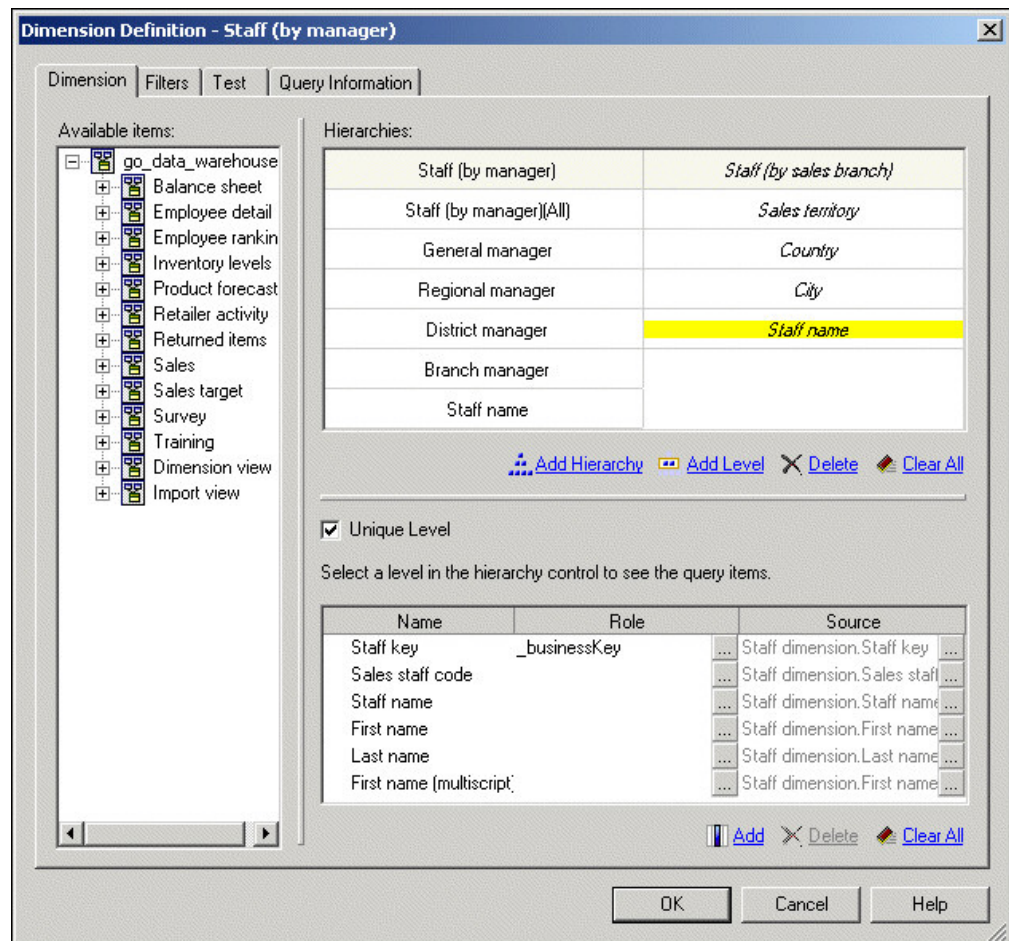 Dimension Definition - Staff (by manager)
Dimension Filters Test Query Information
Available items:
go_data_warehouse
Balance sheet
Employee detail
Employee rankin
Inventory levels
Product forecast
Retailer activity
Returned items
Sales
Sales target
Survey
Training
Dimension view
Import view
Hierarchies:
Staff (by manager) Staff (by sales branch)
Staff (by manager)(All) Sales territory
General manager Country
Regional manager City
District manager Staff name
Branch manager
Staff name
Add Hierarchy Add Level Delete Clear All
Unique Level
Select a level in the hierarchy control to see the query items.
Name Role Source
Staff key _businessKey ... Staff dimension.Staff key ...
Sales staff code ... Staff dimension.Sales staff ...
Staff name ... Staff dimension.Staff name ...
First name ... Staff dimension.First name ...
Last name ... Staff dimension.Last name ...
First name (multiscript) ... Staff dimension.First name ...
Add Delete Clear All
OK Cancel Help